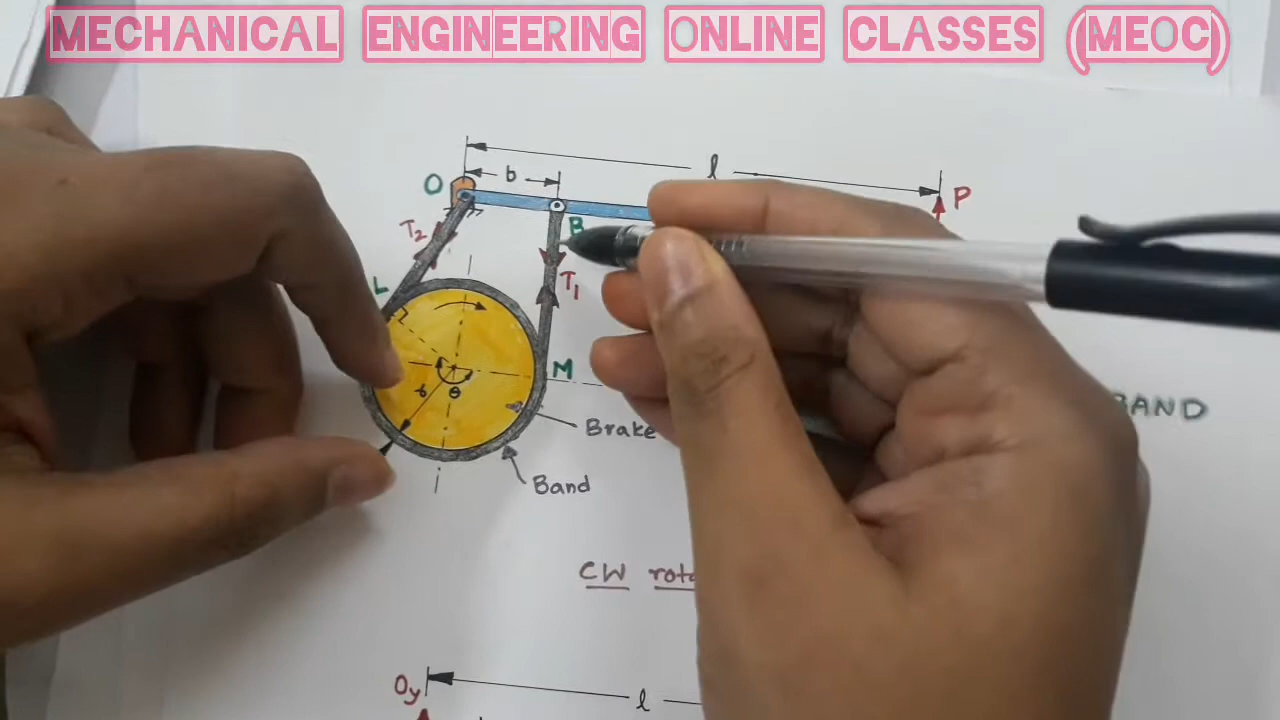 MECHANICAL ENGINEERING ONLINE CLASSES (MEOC)
l
b
O
P
T2
B
L
T1
M
r
θ
BAND
Brake
Band
CW
Oy
l